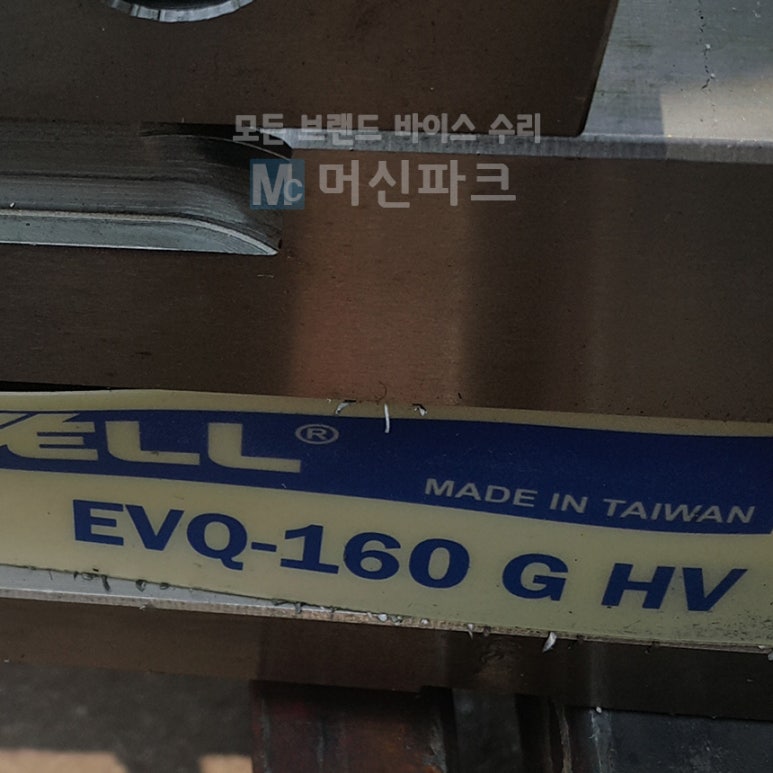 모든 브랜드 바이스 수리
Mc 머신파크
ELL®
MADE IN TAIWAN
EVQ-160 G HV